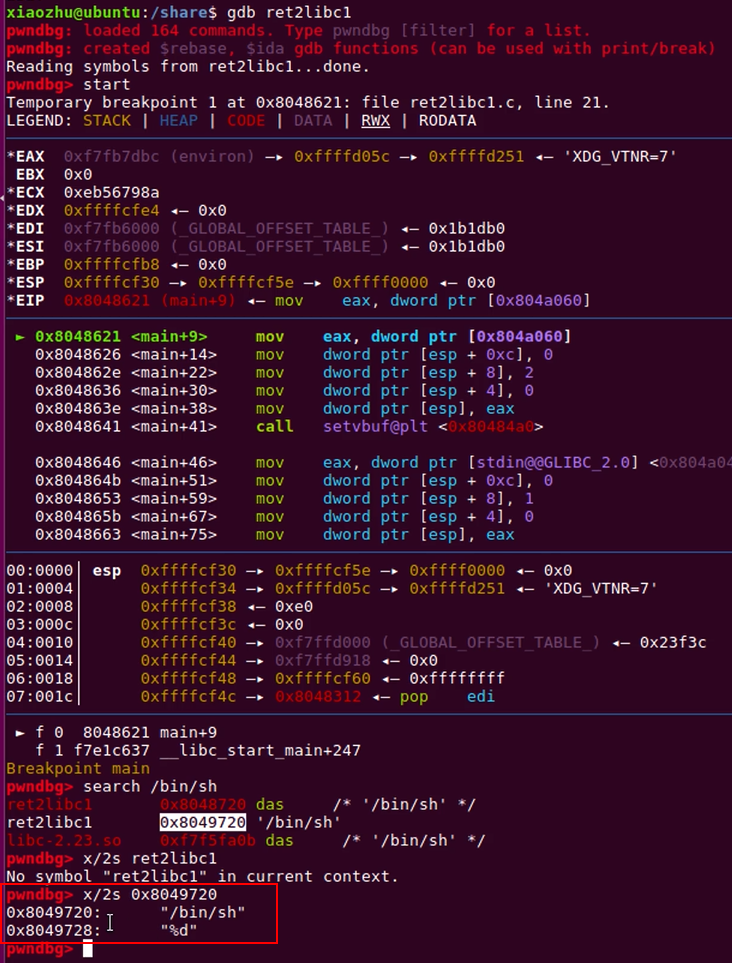 xiaozhu@ubuntu:/share$ gdb ret2libc1
pwndbg: loaded 164 commands. Type pwndbg [filter] for a list.
pwndbg: created $rebase, $ida gdb functions (can be used with print/break)
Reading symbols from ret2libc1...done.
pwndbg> start
Temporary breakpoint 1 at 0x8048621: file ret2libc1.c, line 21.
LEGEND: STACK | HEAP | CODE | DATA | RWX | RODATA
*EAX  0xf7fb7dbc (environ) —▸ 0xffffd05c —▸ 0xffffd251 ◂— 'XDG_VTNR=7'
EBX  0x0
*ECX  0xeb56798a
*EDX  0xffffcfe4 ◂— 0x0
*EDI  0xf7fb6000 (_GLOBAL_OFFSET_TABLE_) ◂— 0x1b1db0
*ESI  0xf7fb6000 (_GLOBAL_OFFSET_TABLE_) ◂— 0x1b1db0
*EBP  0xffffcfb8 ◂— 0x0
*ESP  0xffffcf30 —▸ 0xffffcf5e —▸ 0xffff0000 ◂— 0x0
*EIP  0x8048621 (main+9) ◂— mov    eax, dword ptr [0x804a060]
► 0x8048621 <main+9>     mov    eax, dword ptr [0x804a060]
0x8048626 <main+14>    mov    dword ptr [esp + 0xc], 0
0x804862e <main+22>    mov    dword ptr [esp + 8], 2
0x8048636 <main+30>    mov    dword ptr [esp + 4], 0
0x804863e <main+38>    mov    dword ptr [esp], eax
0x8048641 <main+41>    call   setvbuf@plt <0x80484a0>
0x8048646 <main+46>    mov    eax, dword ptr [stdin@@GLIBC_2.0] <0x804a04
0x804864b <main+51>    mov    dword ptr [esp + 0xc], 0
0x8048653 <main+59>    mov    dword ptr [esp + 8], 1
0x804865b <main+67>    mov    dword ptr [esp + 4], 0
0x8048663 <main+75>    mov    dword ptr [esp], eax
00:0000│ esp  0xffffcf30 —▸ 0xffffcf5e —▸ 0xffff0000 ◂— 0x0
01:0004│      0xffffcf34 —▸ 0xffffd05c —▸ 0xffffd251 ◂— 'XDG_VTNR=7'
02:0008│      0xffffcf38 ◂— 0xe0
03:000c│      0xffffcf3c ◂— 0x0
04:0010│      0xffffcf40 —▸ 0xf7ffd000 (_GLOBAL_OFFSET_TABLE_) ◂— 0x23f3c
05:0014│      0xffffcf44 —▸ 0xf7ffd918 ◂— 0x0
06:0018│      0xffffcf48 —▸ 0xffffcf60 ◂— 0xffffffff
07:001c│      0xffffcf4c —▸ 0x8048312 ◂— pop    edi
► f 0  8048621 main+9
f 1 f7e1c637 __libc_start_main+247
Breakpoint main
pwndbg> search /bin/sh
ret2libc1       0x8048720 das    /* '/bin/sh' */
ret2libc1       0x8049720 '/bin/sh'
libc-2.23.so    0xf7f5fa0b das    /* '/bin/sh' */
pwndbg> x/2s ret2libc1
No symbol "ret2libc1" in current context.
pwndbg> x/2s 0x8049720
0x8049720:      "/bin/sh"
0x8049728:      "%d"
pwndbg>